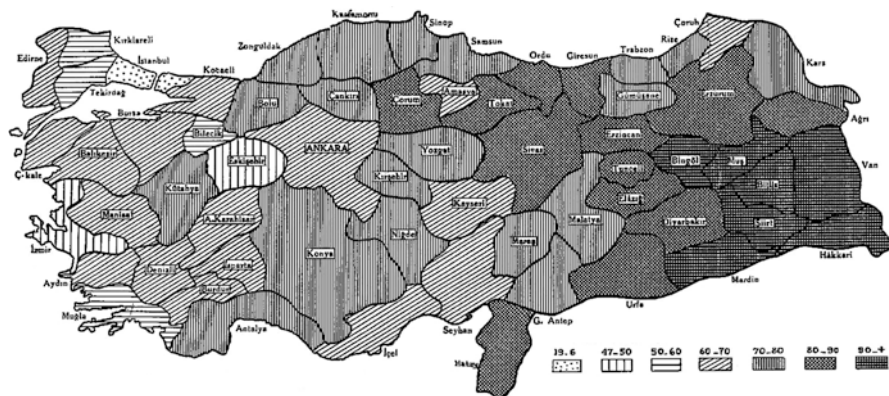 Kastamonu
Sinop
Çoruh
Kırklareli
Zonguldak
Samsun
Rize
Edirne
İstanbul
Ordu
Giresun
Trabzon
Kars
Kocaeli
Tekirdağ
Çankırı
Amasya
Bolu
Çorum
Tokat
Gümüşane
Erzurum
Bursa
Ağrı
Bilecik
Erzincan
ANKARA
Yozgat
Sivas
Balıkesir
Eskişehir
Bingöl
Muş
Ç.kale
Tunceli
Van
Kütahya
Kırşehir
Elazığ
Kayseri
Manisa
A.Karahisar
Malatya
Diyarbakır
Siirt
İzmir
Konya
Niğde
Maraş
Hakkari
Denizli
Isparta
Mardin
Aydın
Burdur
Urfa
Muğla
Seyhan
G. Antep
Antalya
İçel
Hatay
19.6 47-50 50.60 60-70 70-80 80-90 90-+